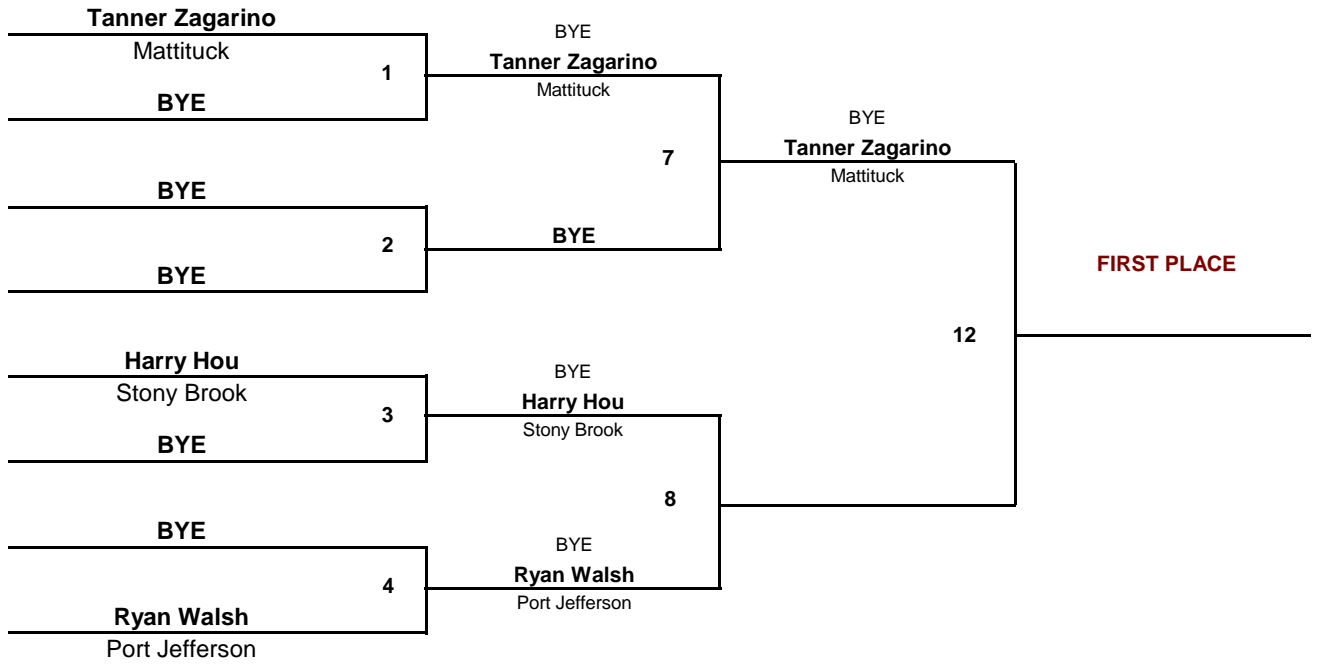 Tanner Zagarino
Mattituck
1
BYE
BYE
Tanner Zagarino
Mattituck
7
BYE
Tanner Zagarino
Mattituck
BYE
2
BYE
BYE
FIRST PLACE
12
Harry Hou
Stony Brook
3
BYE
BYE
Harry Hou
Stony Brook
8
BYE
4
Ryan Walsh
Port Jefferson
BYE
Ryan Walsh
Port Jefferson